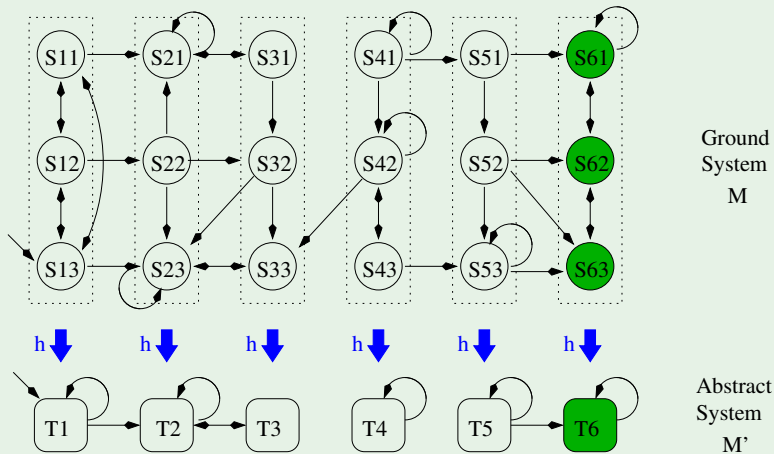 S11 S21 S31 S41 S51 S61
S12 S22 S32 S42 S52 S62
Ground
System
M
S13 S23 S33 S43 S53 S63
h h h h h h
T1 T2 T3 T4 T5 T6
Abstract
System
M'